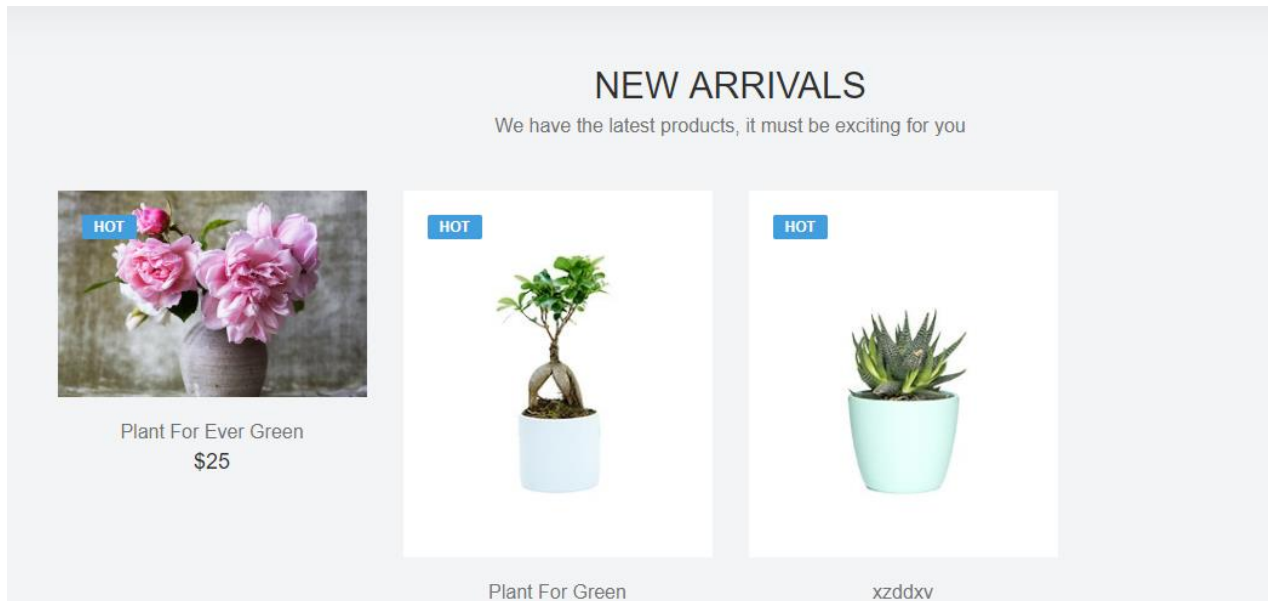 NEW ARRIVALS
We have the latest products, it must be exciting for you
HOT
HOT
HOT
Plant For Ever Green
$25
Plant For Green
xzddxv